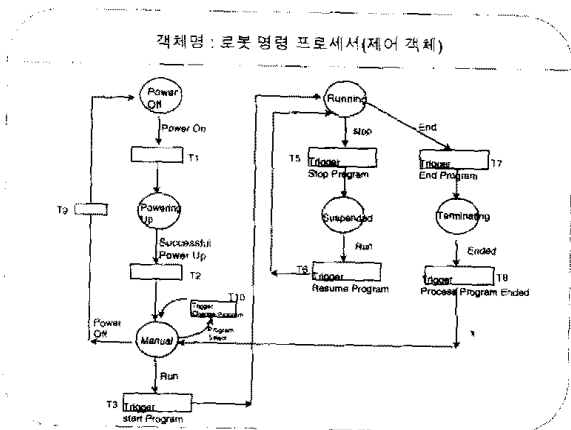 객체명 : 로봇 명령 프로세서(제어 객체)
Power
Off
Power On
T1
Powering
Up
Successful
Power Up
T2
T9
T10
Trigger
Change Program
Program
Select
Power
Off
Manual
Run
T3
Trigger
start Program
Running
stop
End
T5
Trigger
Stop Program
Trigger
T7
End Program
Suspended
Terminating
Run
Ended
T6
Trigger
Resume Program
Trigger
T8
Process Program Ended